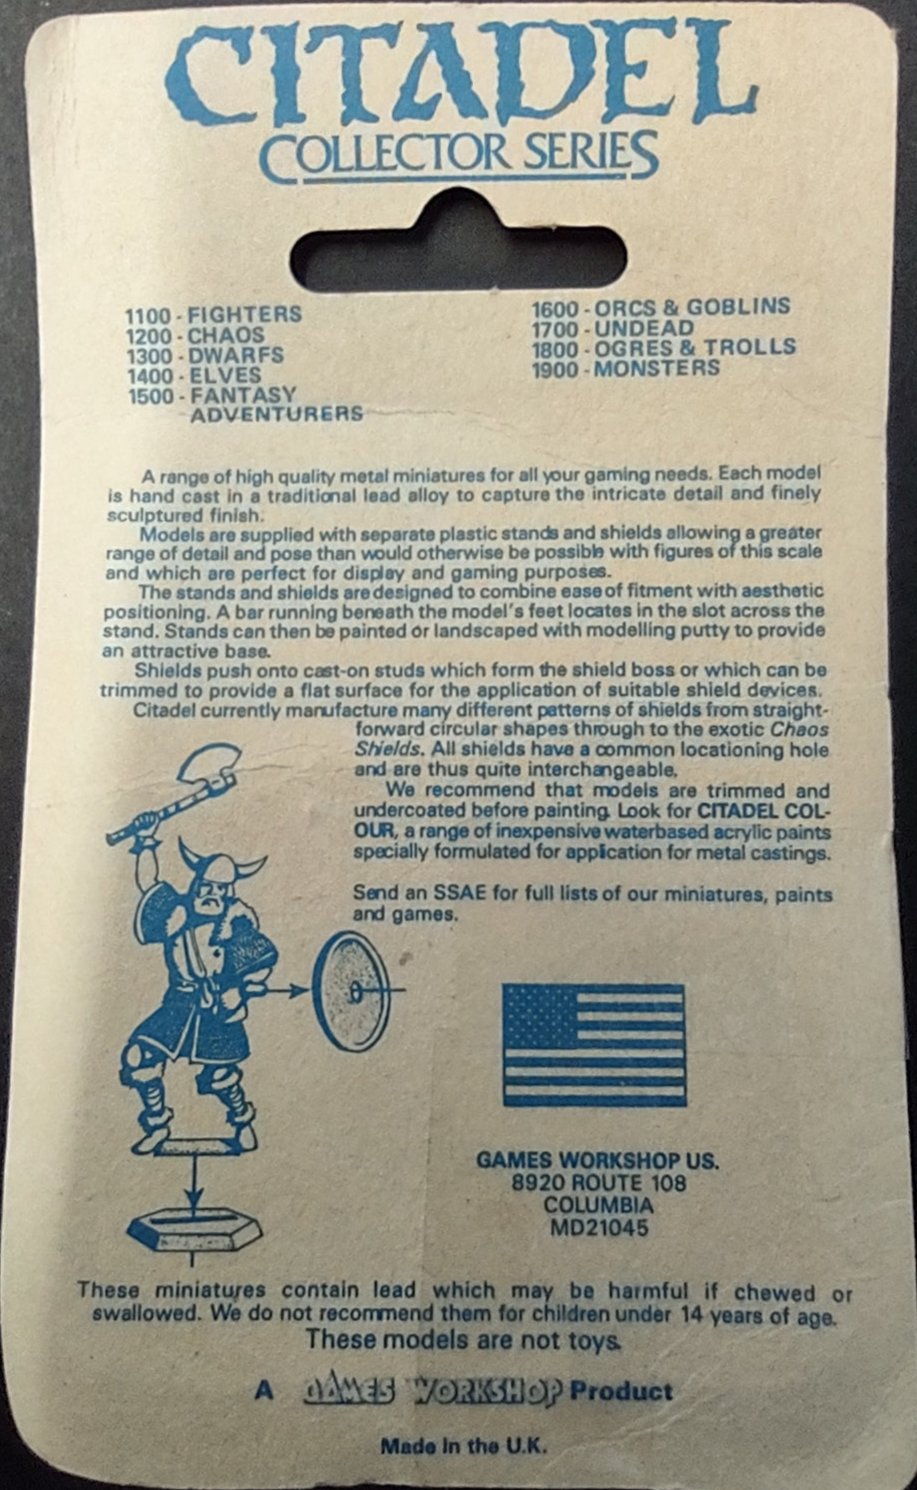 CITADEL
COLLECTOR SERIES
1100 - FIGHTERS
1200 - CHAOS
1300 - DWARFS
1400 - ELVES
1500 - FANTASY
ADVENTURERS
1600 - ORCS & GOBLINS
1700 - UNDEAD
1800 - OGRES & TROLLS
1900 - MONSTERS
A range of high quality metal miniatures for all your gaming needs. Each model
is hand cast in a traditional lead alloy to capture the intricate detail and finely
sculptured finish.
Models are supplied with separate plastic stands and shields allowing a greater
range of detail and pose than would otherwise be possible with figures of this scale
and which are perfect for display and gaming purposes.
The stands and shields are designed to combine ease of fitment with aesthetic
positioning. A bar running beneath the model's feet locates in the slot across the
stand. Stands can then be painted or landscaped with modelling putty to provide
an attractive base.
Shields push onto cast-on studs which form the shield boss or which can be
trimmed to provide a flat surface for the application of suitable shield devices.
Citadel currently manufacture many different patterns of shields from straight-
forward circular shapes through to the exotic Chaos
Shields. All shields have a common locationing hole
and are thus quite interchangeable.
We recommend that models are trimmed and
undercoated before painting. Look for CITADEL COL-
OUR, a range of inexpensive waterbased acrylic paints
specially formulated for application for metal castings.
Send an SSAE for full lists of our miniatures, paints
and games.
GAMES WORKSHOP US.
8920 ROUTE 108
COLUMBIA
MD21045
These miniatures contain lead which may be harmful if chewed or
swallowed. We do not recommend them for children under 14 years of age.
These models are not toys.
A GAMES WORKSHOP Product
Made in the U.K.